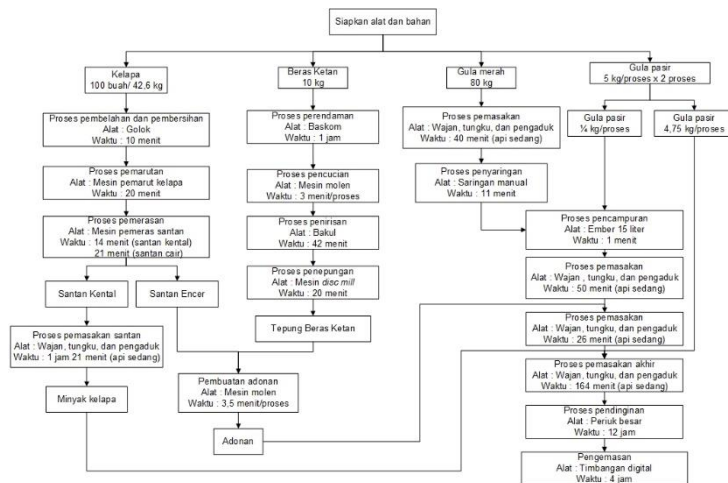 Siapkan alat dan bahan
Kelapa
100 buah/ 42,6 kg
Proses pembelahan dan pembersihan
Alat : Golok
Waktu : 10 menit
Proses pemarutan
Alat : Mesin pemarut kelapa
Waktu : 20 menit
Proses pemerasan
Alat : Mesin pemeras santan
Waktu : 14 menit (santan kental)
21 menit (santan cair)
Santan Kental
Santan Encer
Proses pemasakan santan
Alat : Wajan, tungku, dan pengaduk
Waktu : 1 jam 21 menit (api sedang)
Minyak kelapa
Beras Ketan
10 kg
Proses perendaman
Alat : Baskom
Waktu : 1 jam
Proses pencucian
Alat : Mesin molen
Waktu : 3 menit/proses
Proses penirisan
Alat : Bakul
Waktu : 42 menit
Proses penepungan
Alat : Mesin disc mill
Waktu : 20 menit
Tepung Beras Ketan
Pembuatan adonan
Alat : Mesin molen
Waktu : 3,5 menit/proses
Adonan
Gula merah
80 kg
Proses pemasakan
Alat : Wajan, tungku, dan pengaduk
Waktu : 40 menit (api sedang)
Proses penyaringan
Alat : Saringan manual
Waktu : 11 menit
Gula pasir
5 kg/proses x 2 proses
Gula pasir
¼ kg/proses
Gula pasir
4,75 kg/proses
Proses pencampuran
Alat : Ember 15 liter
Waktu : 1 menit
Proses pemasakan
Alat : Wajan , tungku, dan pengaduk
Waktu : 50 menit (api sedang)
Proses pemasakan
Alat : Wajan, tungku, dan pengaduk
Waktu : 26 menit (api sedang)
Proses pemasakan akhir
Alat : Wajan, tungku, dan pengaduk
Waktu : 164 menit (api sedang)
Proses pendinginan
Alat : Periuk besar
Waktu : 12 jam
Pengemasan
Alat : Timbangan digital
Waktu : 4 jam